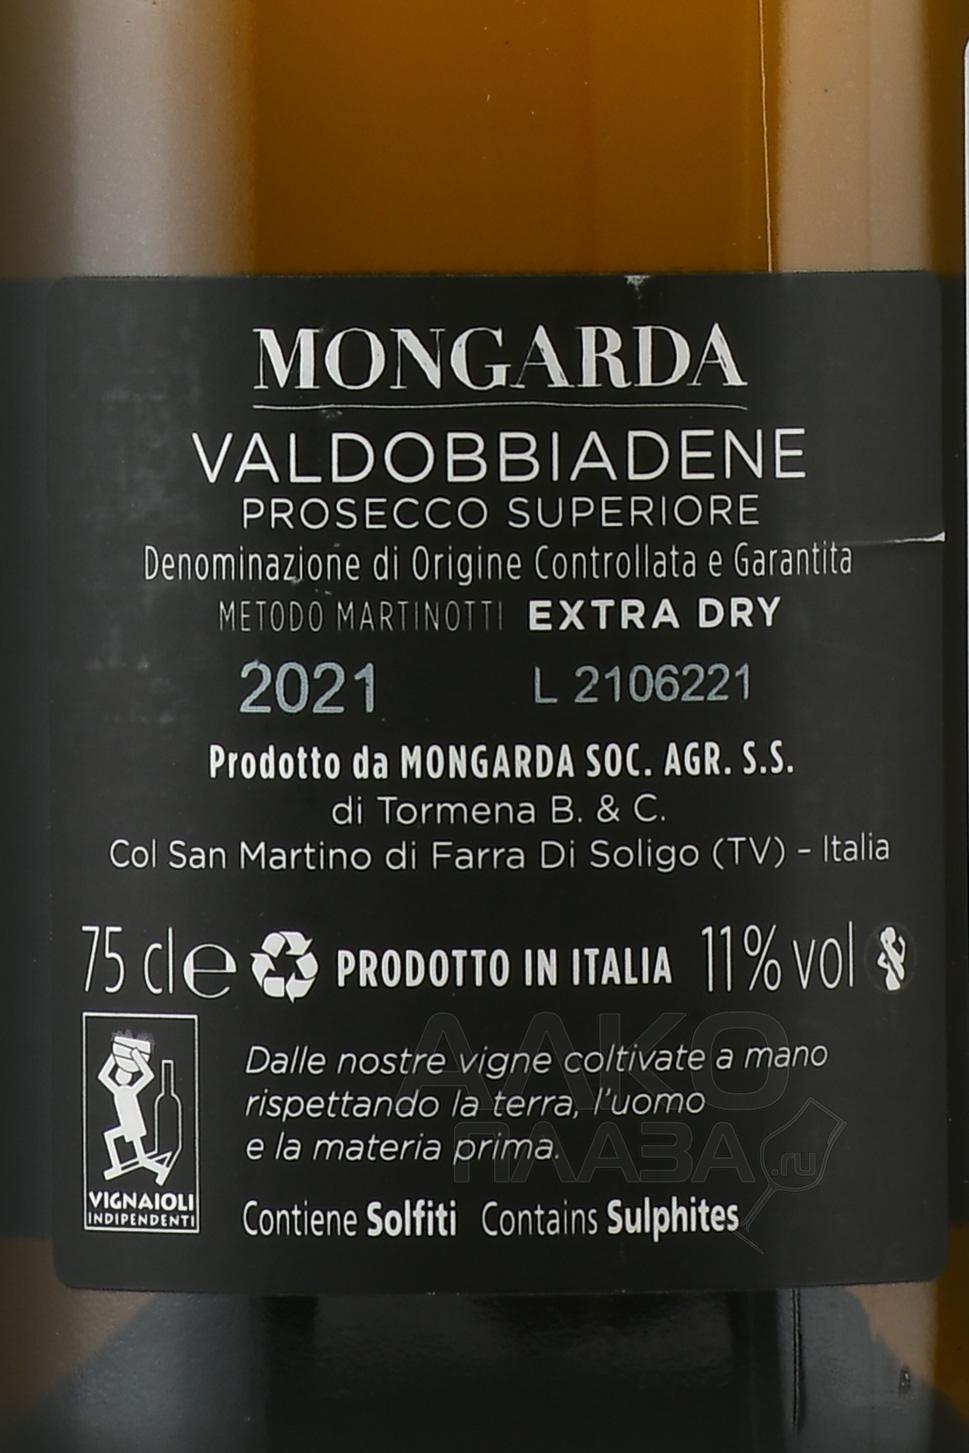 MONGARDA
VALDOBBIADENE
PROSECCO SUPERIORE
Denominazione di Origine Controllata e Garantita
METODO MARTINOTTI EXTRA DRY
2021 L 2106221
Prodotto da MONGARDA SOC. AGR. S.S.
di Tormena B. & C.
Col San Martino di Farra Di Soligo (TV) - Italia
75 cl e PRODOTTO IN ITALIA 11% vol
Dalle nostre vigne coltivate a mano
rispettando la terra, l'uomo
e la materia prima.
VIGNAIOLI
INDIPENDENTI
Contiene Solfiti Contains Sulphites
АЛКО
ПЛАЗА.ru